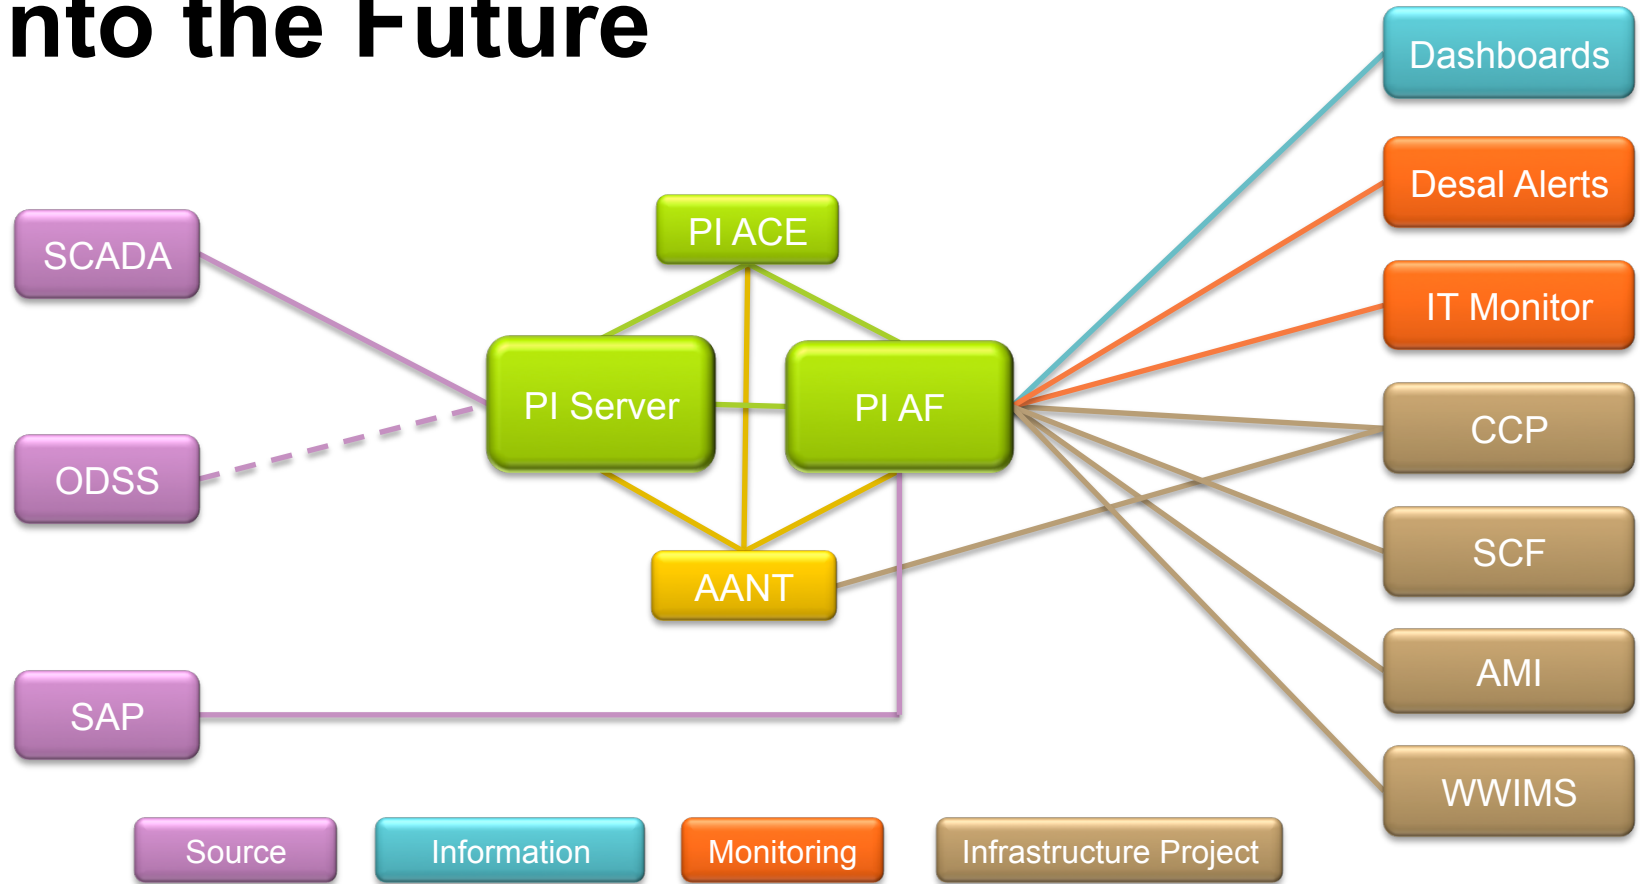 nto the Future
Dashboards
Desal Alerts
PI ACE
SCADA
IT Monitor
PI Server
PI AF
CCP
ODSS
SCF
AANT
AMI
SAP
WWIMS
Source
Information
Monitoring
Infrastructure Project